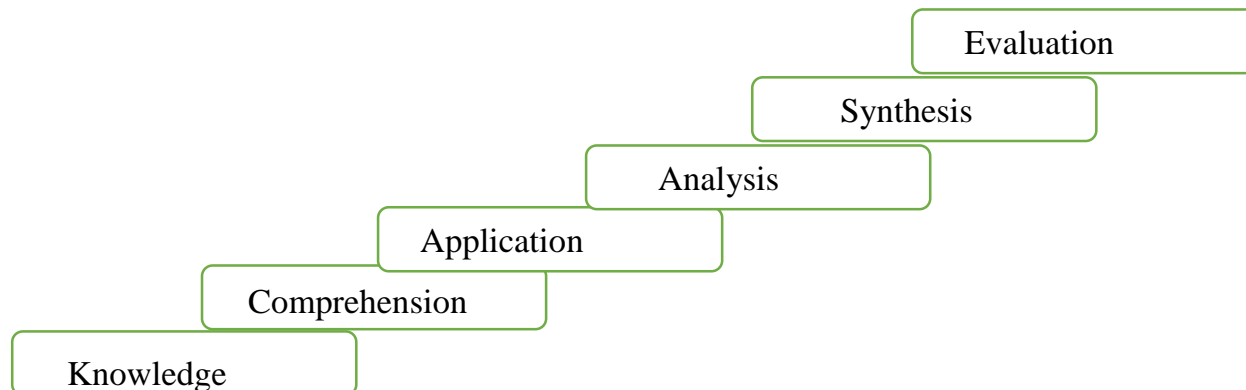 Evaluation
Synthesis
Analysis
Application
Comprehension
Knowledge